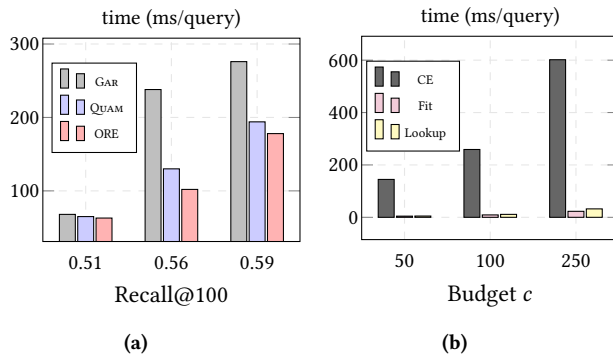 time (ms/query)
300
200
100
GAR
QUAM
ORE
0.51 0.56 0.59
Recall@100
(a)
time (ms/query)
600
400
200
0
CE
Fit
Lookup
50 100 250
Budget c
(b)